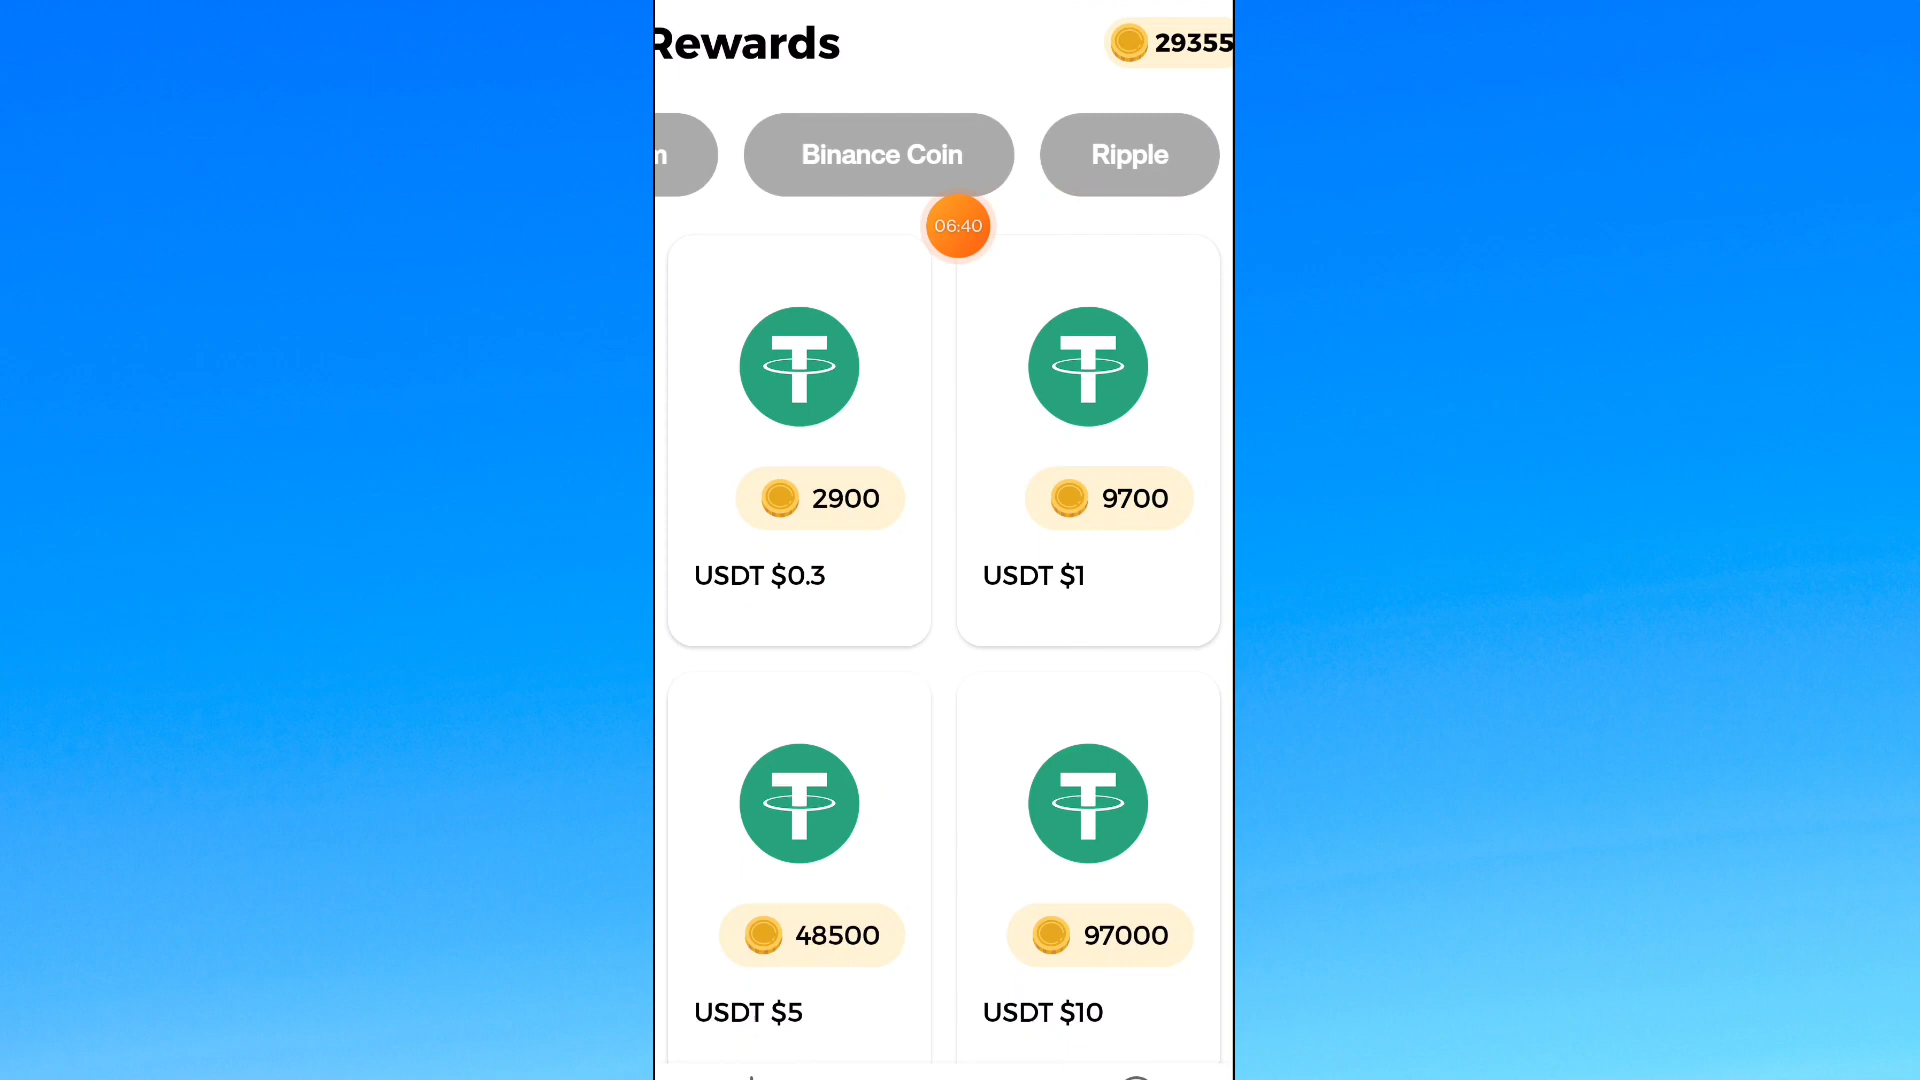 Rewards
29355
m
Binance Coin
Ripple
06:40
2900
9700
USDT $0.3
USDT $1
48500
97000
USDT $5
USDT $10